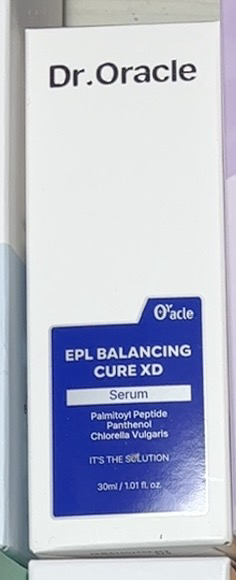 Dr.Oracle
Dr. Oracle
EPL BALANCING
CURE XD
Serum
Palmitoyl Peptide
Panthenol
Chlorella Vulgaris
IT'S THE SOLUTION
30ml / 1.01 fl. oz.